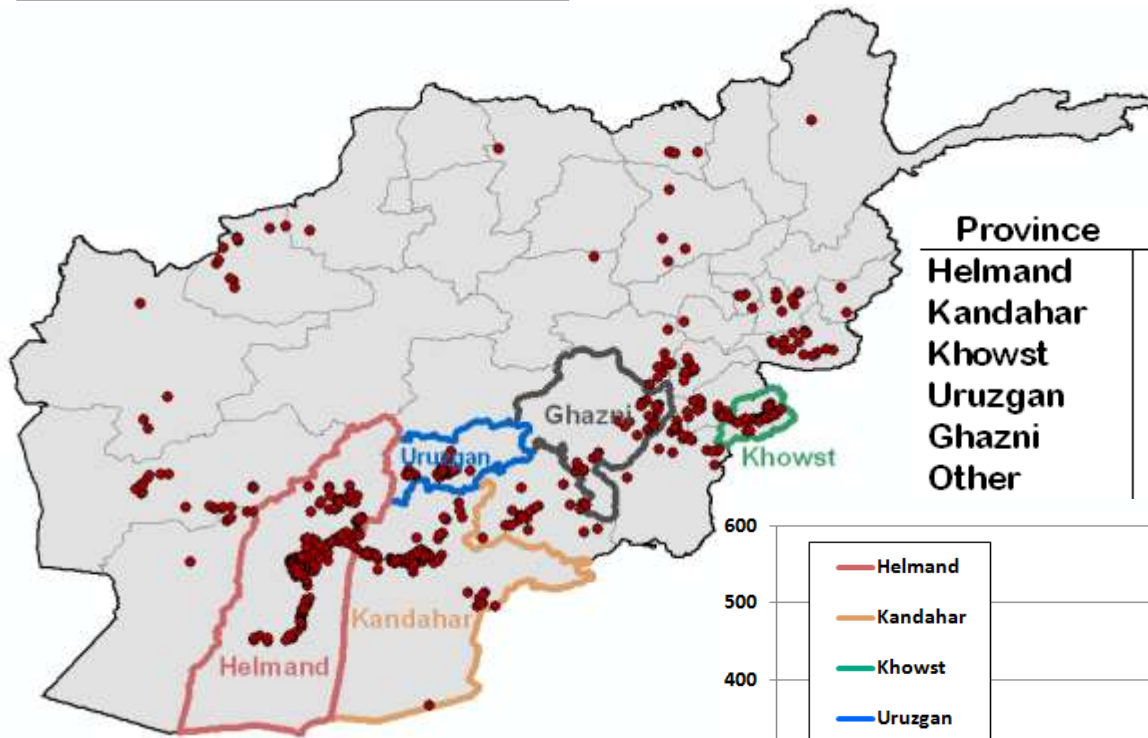 Province
Helmand
Kandahar
Khowst
Uruzgan
Ghazni
Other
Ghazni
Uruzgan
Khowst
Kandahar
Helmand
600
500
400
Helmand
Kandahar
Khowst
Uruzgan